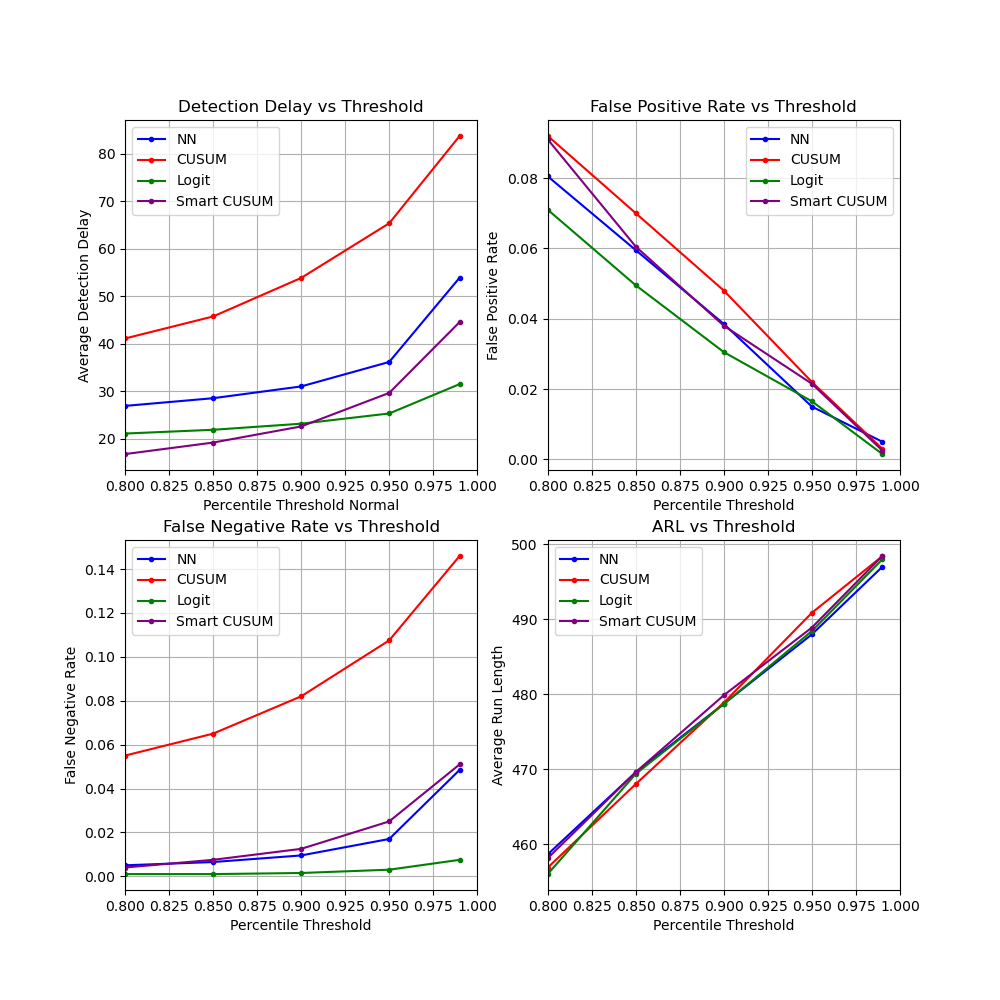 Detection Delay vs Threshold
Average Detection Delay
80
70
60
50
40
30
20
NN
CUSUM
Logit
Smart CUSUM
0.800 0.825 0.850 0.875 0.900 0.925 0.950 0.975 1.000
Percentile Threshold Normal
False Positive Rate vs Threshold
False Positive Rate
0.08
0.06
0.04
0.02
0.00
NN
CUSUM
Logit
Smart CUSUM
0.800 0.825 0.850 0.875 0.900 0.925 0.950 0.975 1.000
Percentile Threshold
False Negative Rate vs Threshold
False Negative Rate
0.14
0.12
0.10
0.08
0.06
0.04
0.02
0.00
NN
CUSUM
Logit
Smart CUSUM
0.800 0.825 0.850 0.875 0.900 0.925 0.950 0.975 1.000
Percentile Threshold
ARL vs Threshold
Average Run Length
500
490
480
470
460
NN
CUSUM
Logit
Smart CUSUM
0.800 0.825 0.850 0.875 0.900 0.925 0.950 0.975 1.000
Percentile Threshold